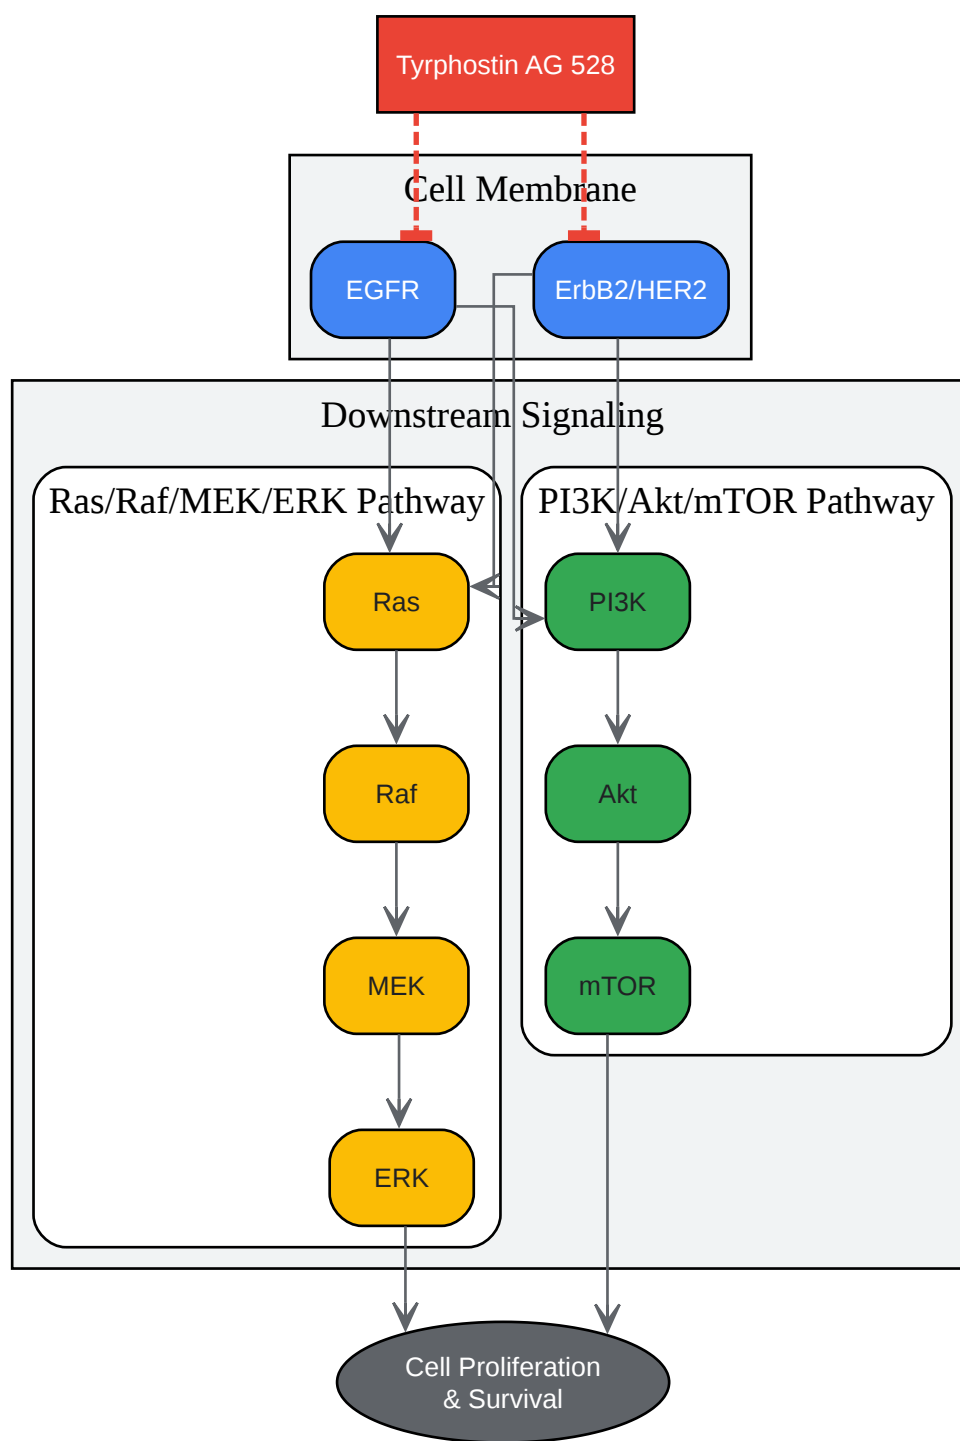 Tyrphostin AG 528
Cell Membrane
EGFR
ErbB2/HER2
Downstream Signaling
Ras/Raf/MEK/ERK Pathway
PI3K/Akt/mTOR Pathway
Ras
PI3K
Raf
Akt
MEK
mTOR
ERK
Cell Proliferation
& Survival